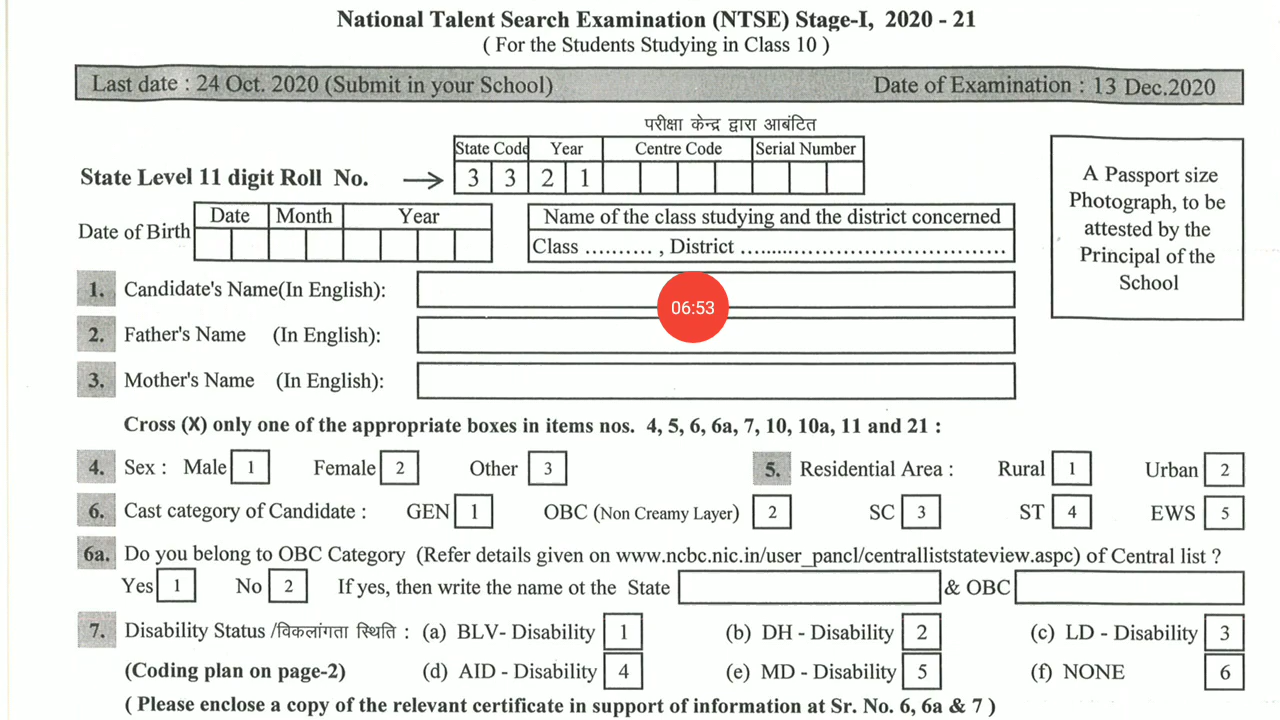 National Talent Search Examination (NTSE) Stage-I, 2020 - 21
( For the Students Studying in Class 10 )
Last date : 24 Oct. 2020 (Submit in your School) Date of Examination : 13 Dec.2020
परीक्षा केन्द्र द्वारा आबंटित
State Code Year Centre Code Serial Number
State Level 11 digit Roll No. → 3 3 2 1
A Passport size Photograph, to be attested by the Principal of the School
Date of Birth Date Month Year
Name of the class studying and the district concerned
Class .......... , District ..........................................
1. Candidate's Name(In English):
06:53
2. Father's Name (In English):
3. Mother's Name (In English):
Cross (X) only one of the appropriate boxes in items nos. 4, 5, 6, 6a, 7, 10, 10a, 11 and 21 :
4. Sex : Male 1 Female 2 Other 3 5. Residential Area : Rural 1 Urban 2
6. Cast category of Candidate : GEN 1 OBC (Non Creamy Layer) 2 SC 3 ST 4 EWS 5
6a. Do you belong to OBC Category (Refer details given on www.ncbc.nic.in/user_pancl/centralliststateview.aspc) of Central list ?
Yes 1 No 2 If yes, then write the name ot the State & OBC
7. Disability Status /विकलांगता स्थिति : (a) BLV- Disability 1 (b) DH - Disability 2 (c) LD - Disability 3
(Coding plan on page-2) (d) AID - Disability 4 (e) MD - Disability 5 (f) NONE 6
( Please enclose a copy of the relevant certificate in support of information at Sr. No. 6, 6a & 7 )